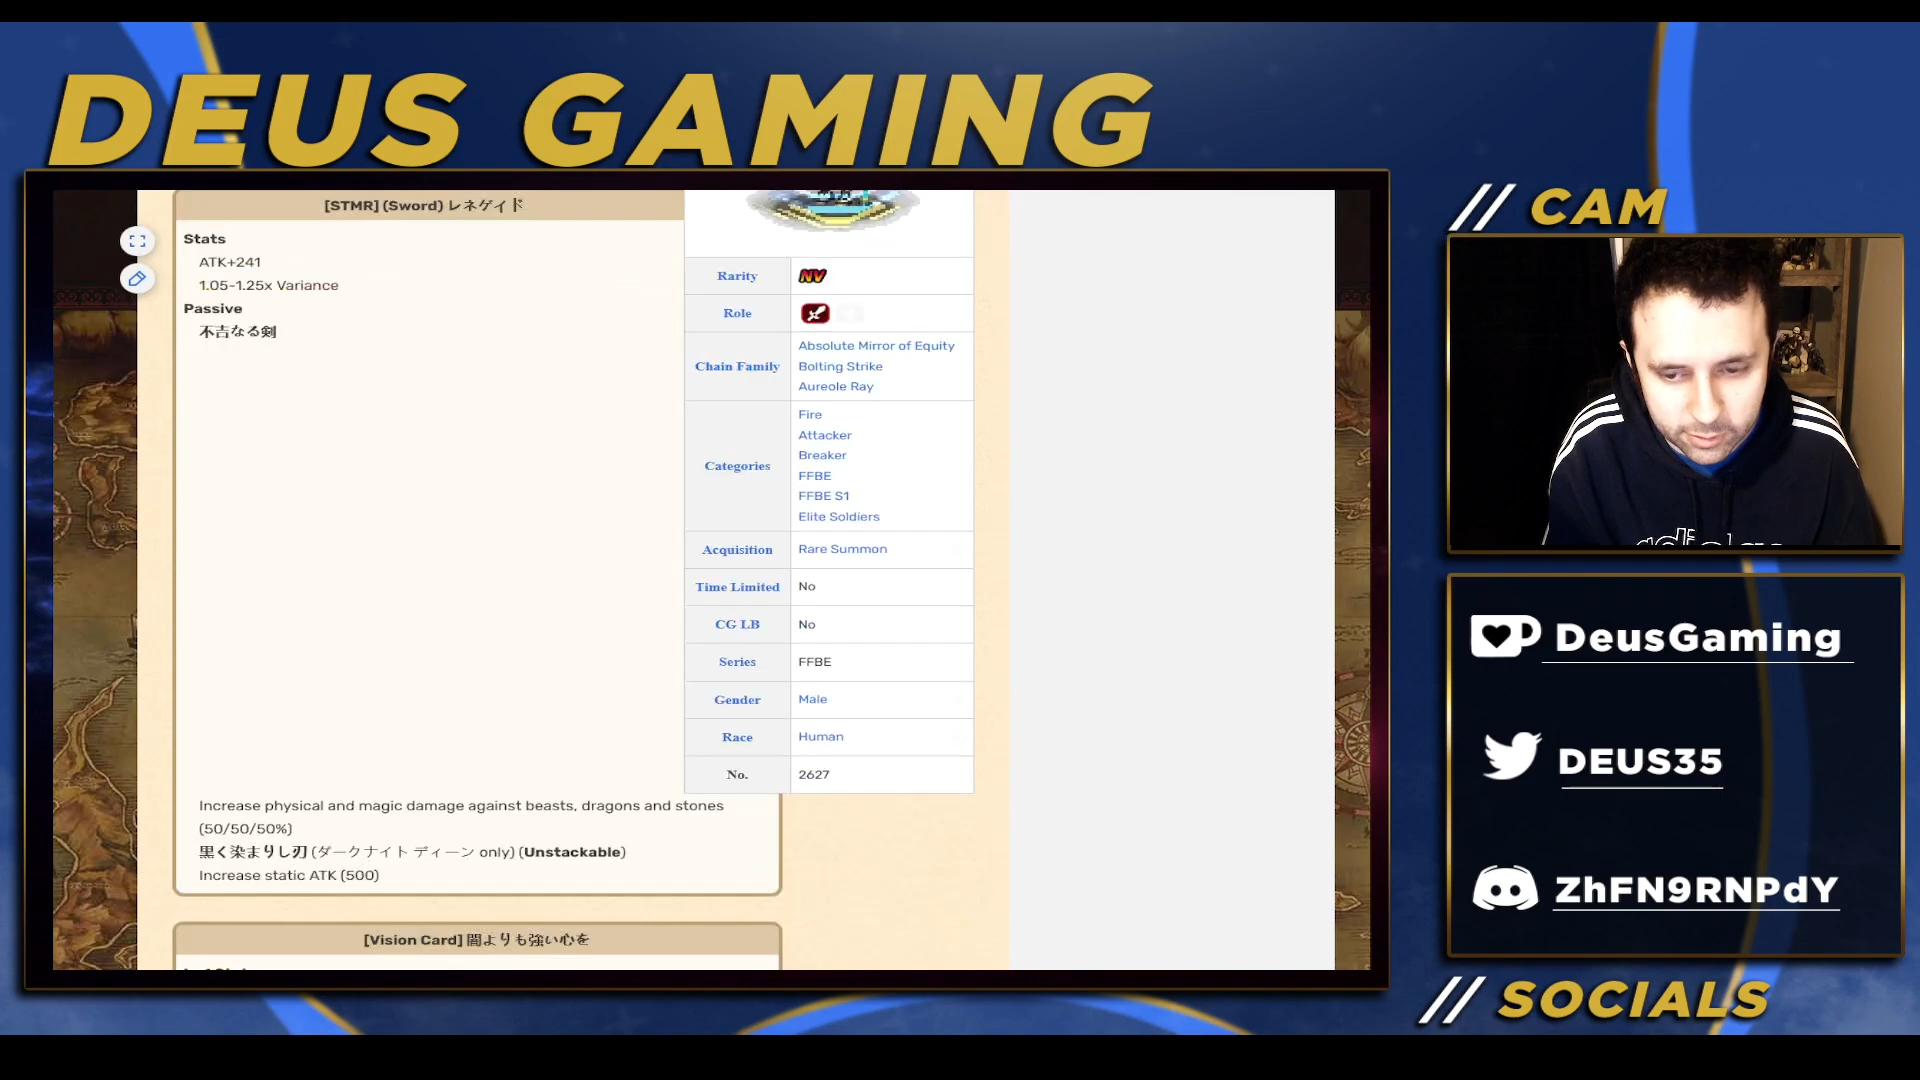 DEUS GAMING
[STMR] (Sword) レネゲイド
Stats
ATK+241
1.05-1.25x Variance
Passive
不吉なる剣
Rarity NV
Role
Chain Family
Absolute Mirror of Equity
Bolting Strike
Aureole Ray
Categories
Fire
Attacker
Breaker
FFBE
FFBE S1
Elite Soldiers
Acquisition Rare Summon
Time Limited No
CG LB No
Series FFBE
Gender Male
Race Human
No. 2627
Increase physical and magic damage against beasts, dragons and stones
(50/50/50%)
黒く染まりし刃 (ダークナイト ディーン only) (Unstackable)
Increase static ATK (500)
[Vision Card] 闇よりも強い心を
// CAM
DeusGaming
DEUS35
ZhFN9RNPdY
// SOCIALS